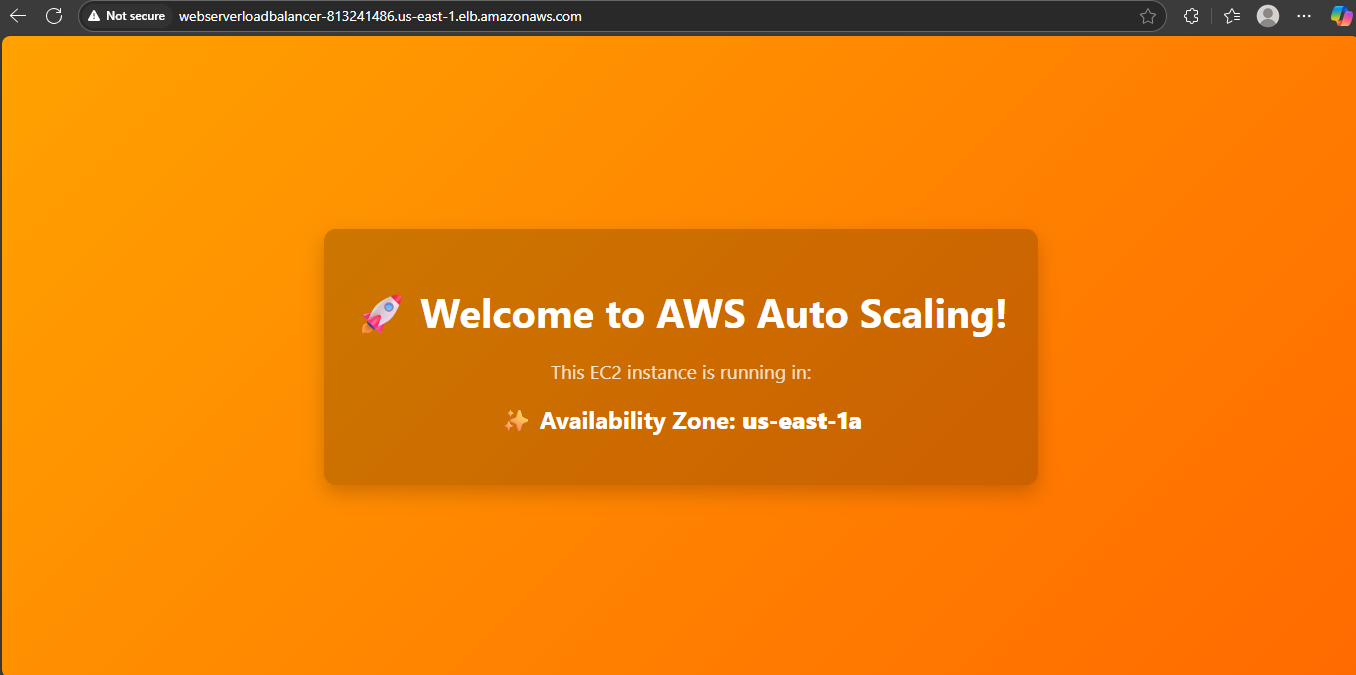 Not secure webserverloadbalancer-813241486.us-east-1.elb.amazonaws.com
🚀 Welcome to AWS Auto Scaling!
This EC2 instance is running in:
✨ Availability Zone: us-east-1a